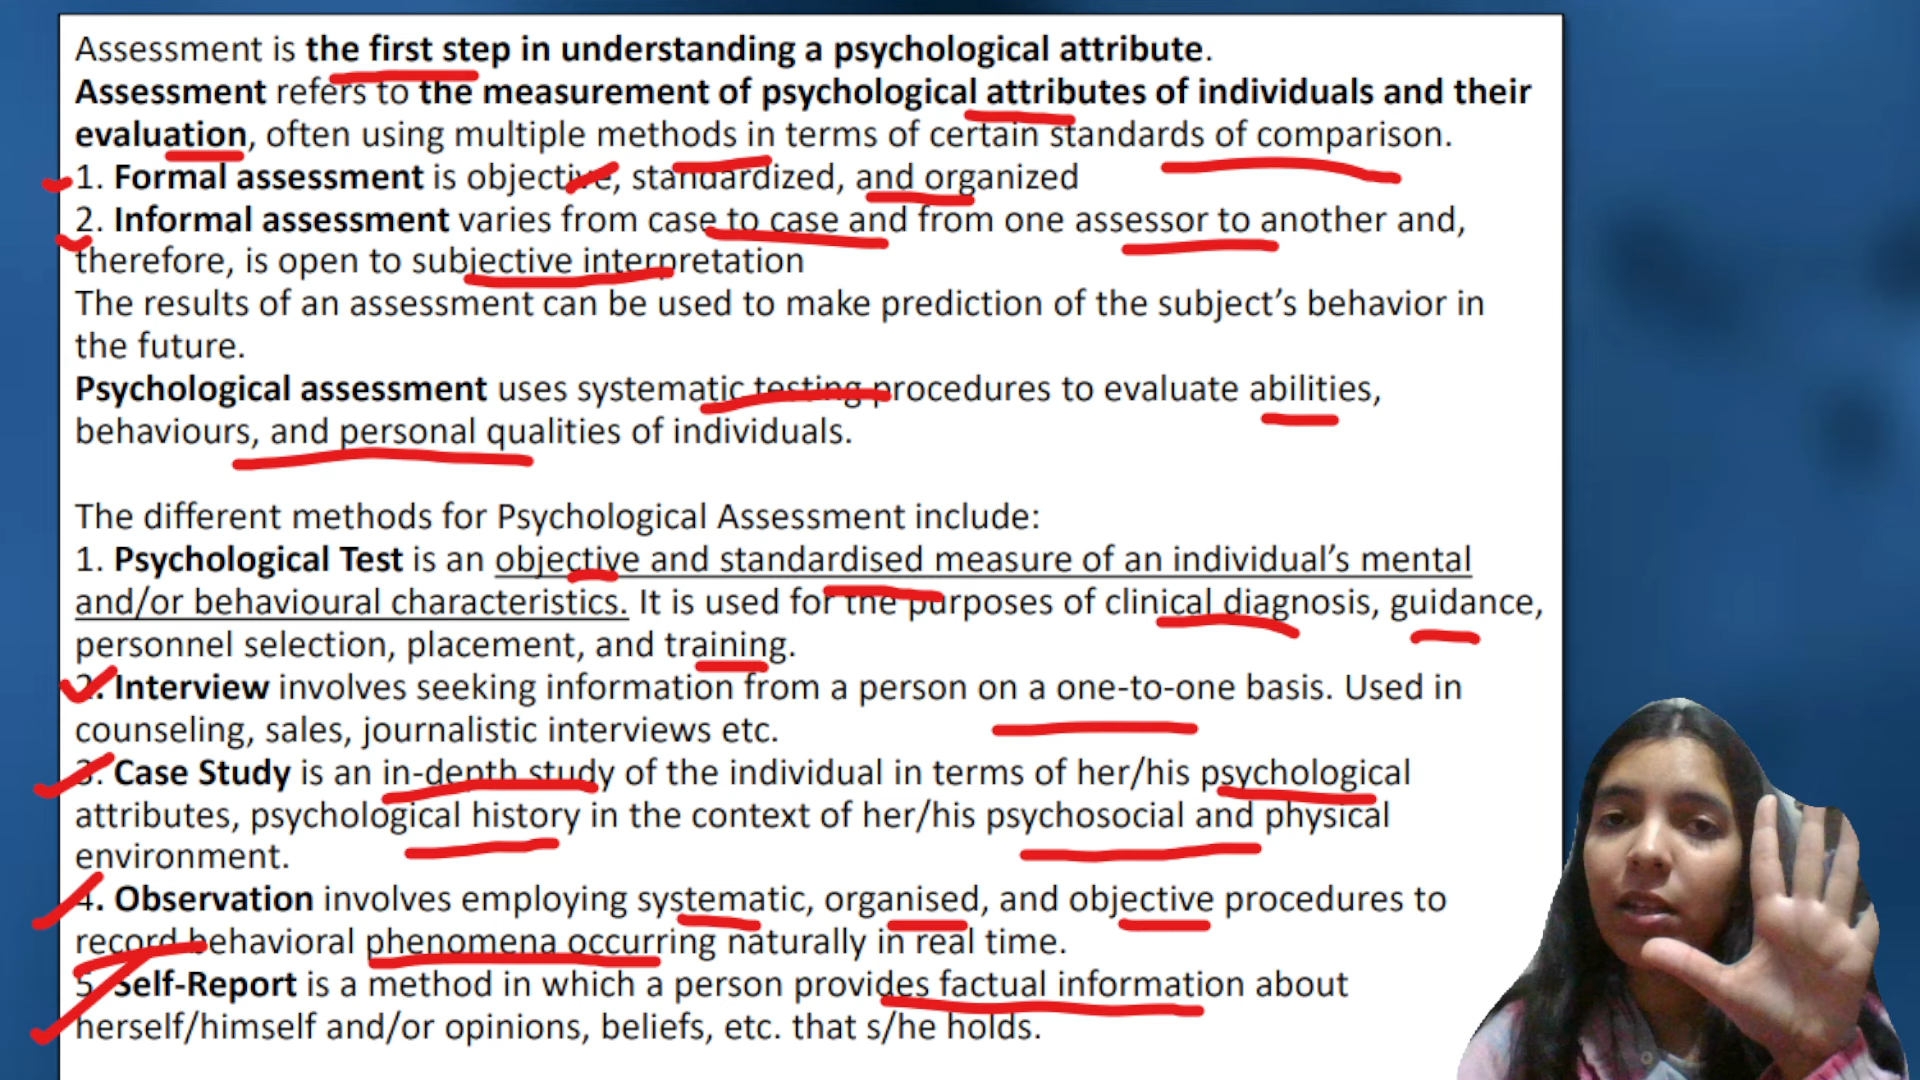 Assessment is the first step in understanding a psychological attribute.
Assessment refers to the measurement of psychological attributes of individuals and their
evaluation, often using multiple methods in terms of certain standards of comparison.
1. Formal assessment is objective, standardized, and organized
2. Informal assessment varies from case to case and from one assessor to another and,
therefore, is open to subjective interpretation
The results of an assessment can be used to make prediction of the subject’s behavior in
the future.
Psychological assessment uses systematic testing procedures to evaluate abilities,
behaviours, and personal qualities of individuals.
The different methods for Psychological Assessment include:
1. Psychological Test is an objective and standardised measure of an individual’s mental
and/or behavioural characteristics. It is used for the purposes of clinical diagnosis, guidance,
personnel selection, placement, and training.
2. Interview involves seeking information from a person on a one-to-one basis. Used in
counseling, sales, journalistic interviews etc.
3. Case Study is an in-depth study of the individual in terms of her/his psychological
attributes, psychological history in the context of her/his psychosocial and physical
environment.
4. Observation involves employing systematic, organised, and objective procedures to
record behavioral phenomena occurring naturally in real time.
5. Self-Report is a method in which a person provides factual information about
herself/himself and/or opinions, beliefs, etc. that s/he holds.